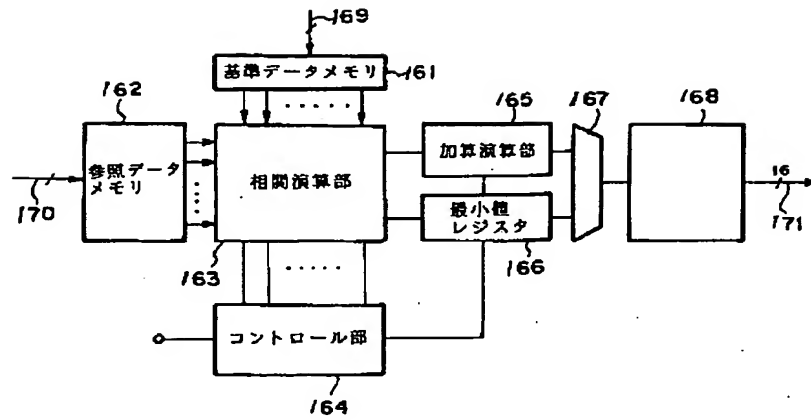 169
基準データメモリ
161
162
165
167
168
参照データ
メモリ
相関演算部
加算演算部
16
170
最小値
レジスタ
171
163
166
コントロール部
164